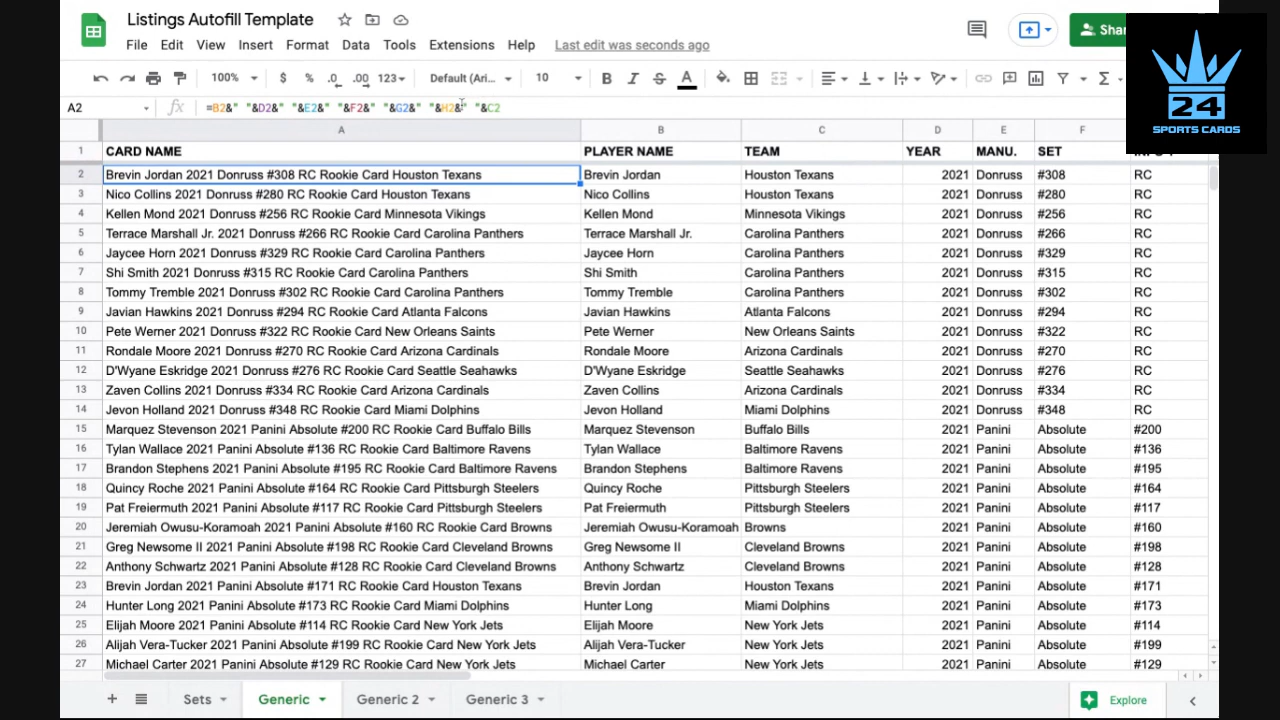 Listings Autofill Template
File Edit View Insert Format Data Tools Extensions Help Last edit was seconds ago
100% $ % .0 .00 123 Default (Ari... 10 B I S A Σ
A2 fx =B2&" "&D2&" "&E2&" "&F2&" "&G2&" "&H2&" "&C2
24
SPORTS CARDS
A B C D E F
1 CARD NAME PLAYER NAME TEAM YEAR MANU. SET
2 Brevin Jordan 2021 Donruss #308 RC Rookie Card Houston Texans Brevin Jordan Houston Texans 2021 Donruss #308 RC
3 Nico Collins 2021 Donruss #280 RC Rookie Card Houston Texans Nico Collins Houston Texans 2021 Donruss #280 RC
4 Kellen Mond 2021 Donruss #256 RC Rookie Card Minnesota Vikings Kellen Mond Minnesota Vikings 2021 Donruss #256 RC
5 Terrace Marshall Jr. 2021 Donruss #266 RC Rookie Card Carolina Panthers Terrace Marshall Jr. Carolina Panthers 2021 Donruss #266 RC
6 Jaycee Horn 2021 Donruss #329 RC Rookie Card Carolina Panthers Jaycee Horn Carolina Panthers 2021 Donruss #329 RC
7 Shi Smith 2021 Donruss #315 RC Rookie Card Carolina Panthers Shi Smith Carolina Panthers 2021 Donruss #315 RC
8 Tommy Tremble 2021 Donruss #302 RC Rookie Card Carolina Panthers Tommy Tremble Carolina Panthers 2021 Donruss #302 RC
9 Javian Hawkins 2021 Donruss #294 RC Rookie Card Atlanta Falcons Javian Hawkins Atlanta Falcons 2021 Donruss #294 RC
10 Pete Werner 2021 Donruss #322 RC Rookie Card New Orleans Saints Pete Werner New Orleans Saints 2021 Donruss #322 RC
11 Rondale Moore 2021 Donruss #270 RC Rookie Card Arizona Cardinals Rondale Moore Arizona Cardinals 2021 Donruss #270 RC
12 D'Wyane Eskridge 2021 Donruss #276 RC Rookie Card Seattle Seahawks D'Wyane Eskridge Seattle Seahawks 2021 Donruss #276 RC
13 Zaven Collins 2021 Donruss #334 RC Rookie Card Arizona Cardinals Zaven Collins Arizona Cardinals 2021 Donruss #334 RC
14 Jevon Holland 2021 Donruss #348 RC Rookie Card Miami Dolphins Jevon Holland Miami Dolphins 2021 Donruss #348 RC
15 Marquez Stevenson 2021 Panini Absolute #200 RC Rookie Card Buffalo Bills Marquez Stevenson Buffalo Bills 2021 Panini Absolute #200
16 Tylan Wallace 2021 Panini Absolute #136 RC Rookie Card Baltimore Ravens Tylan Wallace Baltimore Ravens 2021 Panini Absolute #136
17 Brandon Stephens 2021 Panini Absolute #195 RC Rookie Card Baltimore Ravens Brandon Stephens Baltimore Ravens 2021 Panini Absolute #195
18 Quincy Roche 2021 Panini Absolute #164 RC Rookie Card Pittsburgh Steelers Quincy Roche Pittsburgh Steelers 2021 Panini Absolute #164
19 Pat Freiermuth 2021 Panini Absolute #117 RC Rookie Card Pittsburgh Steelers Pat Freiermuth Pittsburgh Steelers 2021 Panini Absolute #117
20 Jeremiah Owusu-Koramoah 2021 Panini Absolute #160 RC Rookie Card Browns Jeremiah Owusu-Koramoah Browns 2021 Panini Absolute #160
21 Greg Newsome II 2021 Panini Absolute #198 RC Rookie Card Cleveland Browns Greg Newsome II Cleveland Browns 2021 Panini Absolute #198
22 Anthony Schwartz 2021 Panini Absolute #128 RC Rookie Card Cleveland Browns Anthony Schwartz Cleveland Browns 2021 Panini Absolute #128
23 Brevin Jordan 2021 Panini Absolute #171 RC Rookie Card Houston Texans Brevin Jordan Houston Texans 2021 Panini Absolute #171
24 Hunter Long 2021 Panini Absolute #173 RC Rookie Card Miami Dolphins Hunter Long Miami Dolphins 2021 Panini Absolute #173
25 Elijah Moore 2021 Panini Absolute #114 RC Rookie Card New York Jets Elijah Moore New York Jets 2021 Panini Absolute #114
26 Alijah Vera-Tucker 2021 Panini Absolute #199 RC Rookie Card New York Jets Alijah Vera-Tucker New York Jets 2021 Panini Absolute #199
27 Michael Carter 2021 Panini Absolute #129 RC Rookie Card New York Jets Michael Carter New York Jets 2021 Panini Absolute #129
Sets Generic Generic 2 Generic 3 Explore